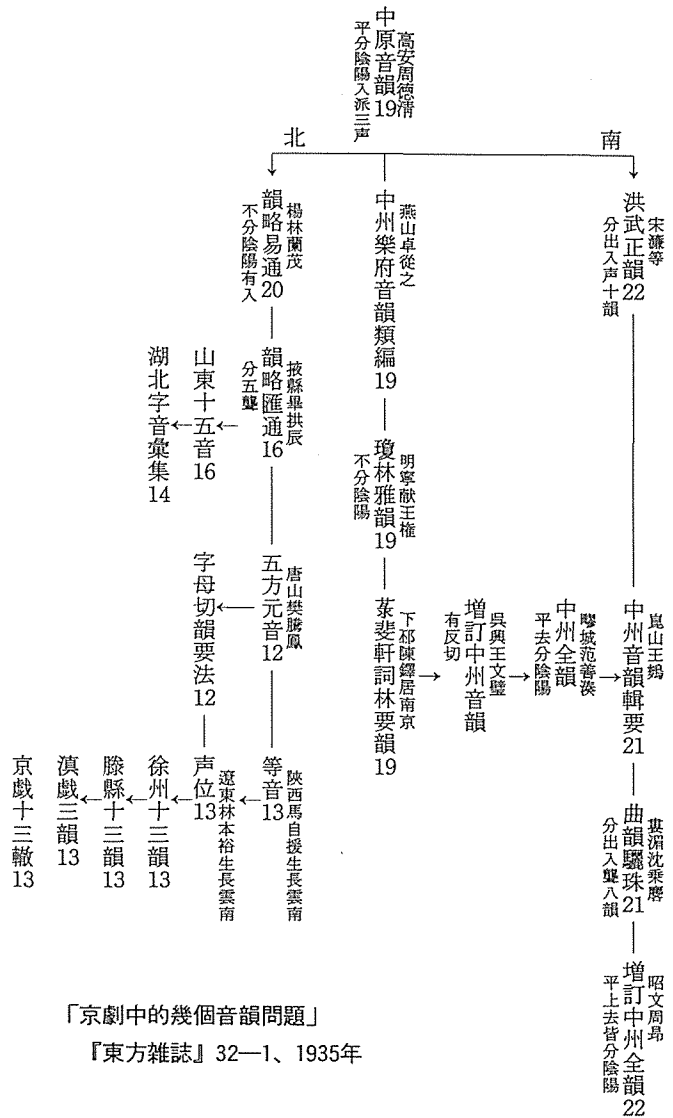 高安周德淸
中原音韻19
平分陰陽入派三声
南
北
宋濂等
洪武正韻22
分出入声十韻
崑山王鵕
中州音韻輯要21
婁湄沈乗麐
曲韻驪珠21
分出入聲八韻
昭文周昂
增訂中州全韻22
平上去皆分陰陽
燕山卓從之
中州樂府音韻類編19
明寧献王権
瓊林雅韻19
不分陰陽
下邳陳鐸居南京
菉斐軒詞林要韻19
吳興王文璧
增訂中州音韻
有反切
疁城范善溱
中州全韻
平去分陰陽
楊林蘭茂
韻略易通20
不分陰陽有入
掖縣畢拱辰
韻略匯通16
分五聲
山東十五音16
湖北字音彙集14
唐山樊騰鳳
五方元音12
字母切韻要法12
陝西馬自援生長雲南
等音13
遼東林本裕生長雲南
声位13
徐州十三韻13
滕縣十三韻13
滇戯三韻13
京戯十三轍13
「京劇中的幾個音韻問題」
『東方雑誌』32—1、1935年